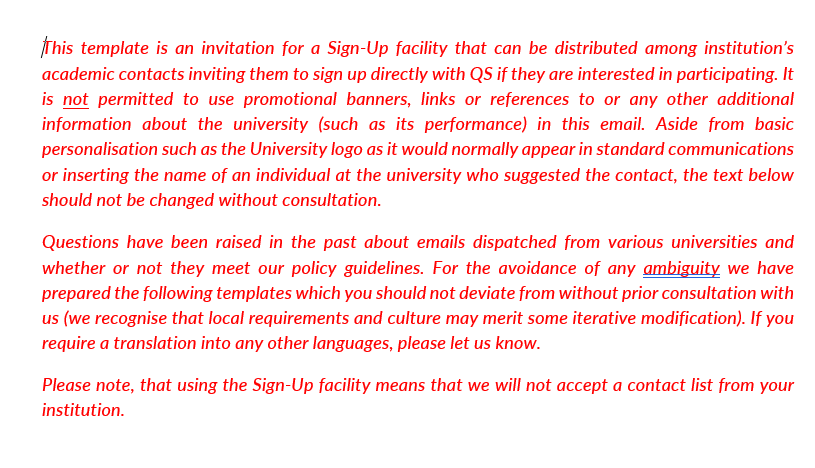 This template is an invitation for a Sign-Up facility that can be distributed among institution's
academic contacts inviting them to sign up directly with QS if they are interested in participating. It
is not permitted to use promotional banners, links or references to or any other additional
information about the university (such as its performance) in this email. Aside from basic
personalisation such as the University logo as it would normally appear in standard communications
or inserting the name of an individual at the university who suggested the contact, the text below
should not be changed without consultation.
Questions have been raised in the past about emails dispatched from various universities and
whether or not they meet our policy guidelines. For the avoidance of any ambiguity we have
prepared the following templates which you should not deviate from without prior consultation with
us (we recognise that local requirements and culture may merit some iterative modification). If you
require a translation into any other languages, please let us know.
Please note, that using the Sign-Up facility means that we will not accept a contact list from your
institution.